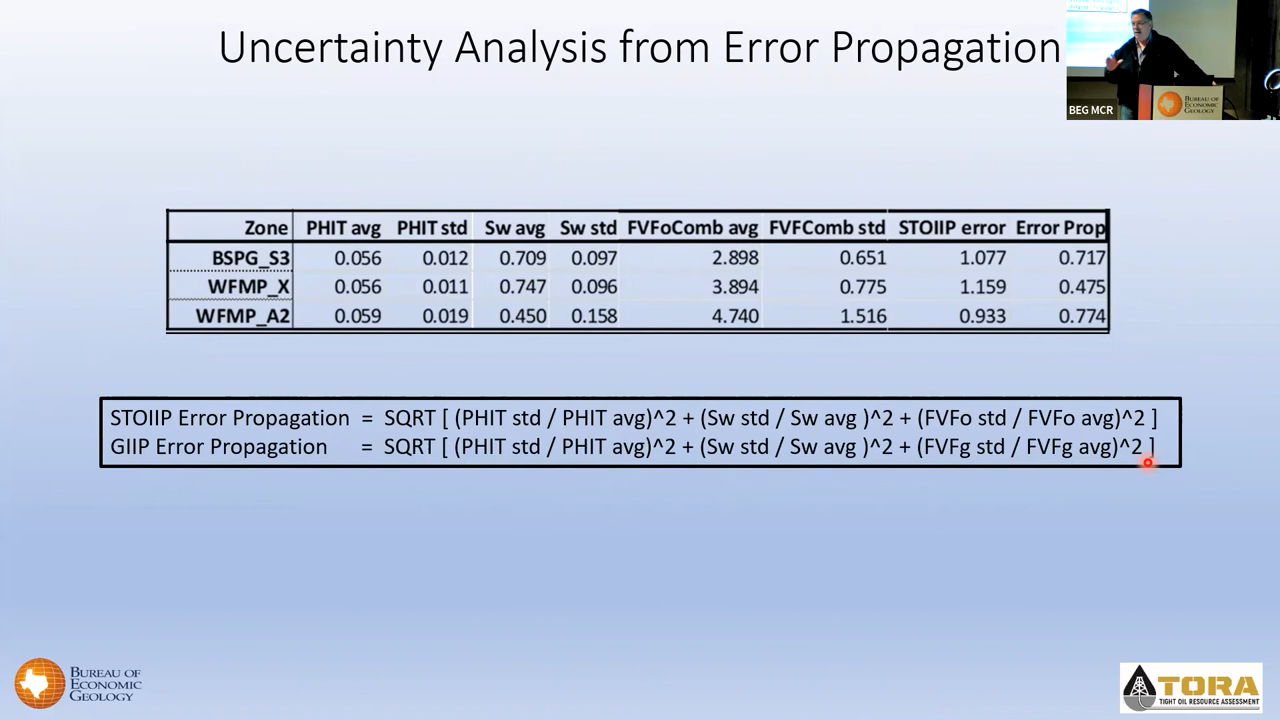 Uncertainty Analysis from Error Propagation
BEG MCR
BUREAU OF
ECONOMIC
GEOLOGY
Zone PHIT avg PHIT std Sw avg Sw std FVFoComb avg FVFComb std STOIIP error Error Prop
BSPG_S3 0.056 0.012 0.709 0.097 2.898 0.651 1.077 0.717
WFMP_X 0.056 0.011 0.747 0.096 3.894 0.775 1.159 0.475
WFMP_A2 0.059 0.019 0.450 0.158 4.740 1.516 0.933 0.774
STOIIP Error Propagation = SQRT [ (PHIT std / PHIT avg)^2 + (Sw std / Sw avg )^2 + (FVFo std / FVFo avg)^2 ]
GIIP Error Propagation = SQRT [ (PHIT std / PHIT avg)^2 + (Sw std / Sw avg )^2 + (FVFg std / FVFg avg)^2 ]
BUREAU OF
ECONOMIC
GEOLOGY
TORA
TIGHT OIL RESOURCE ASSESSMENT